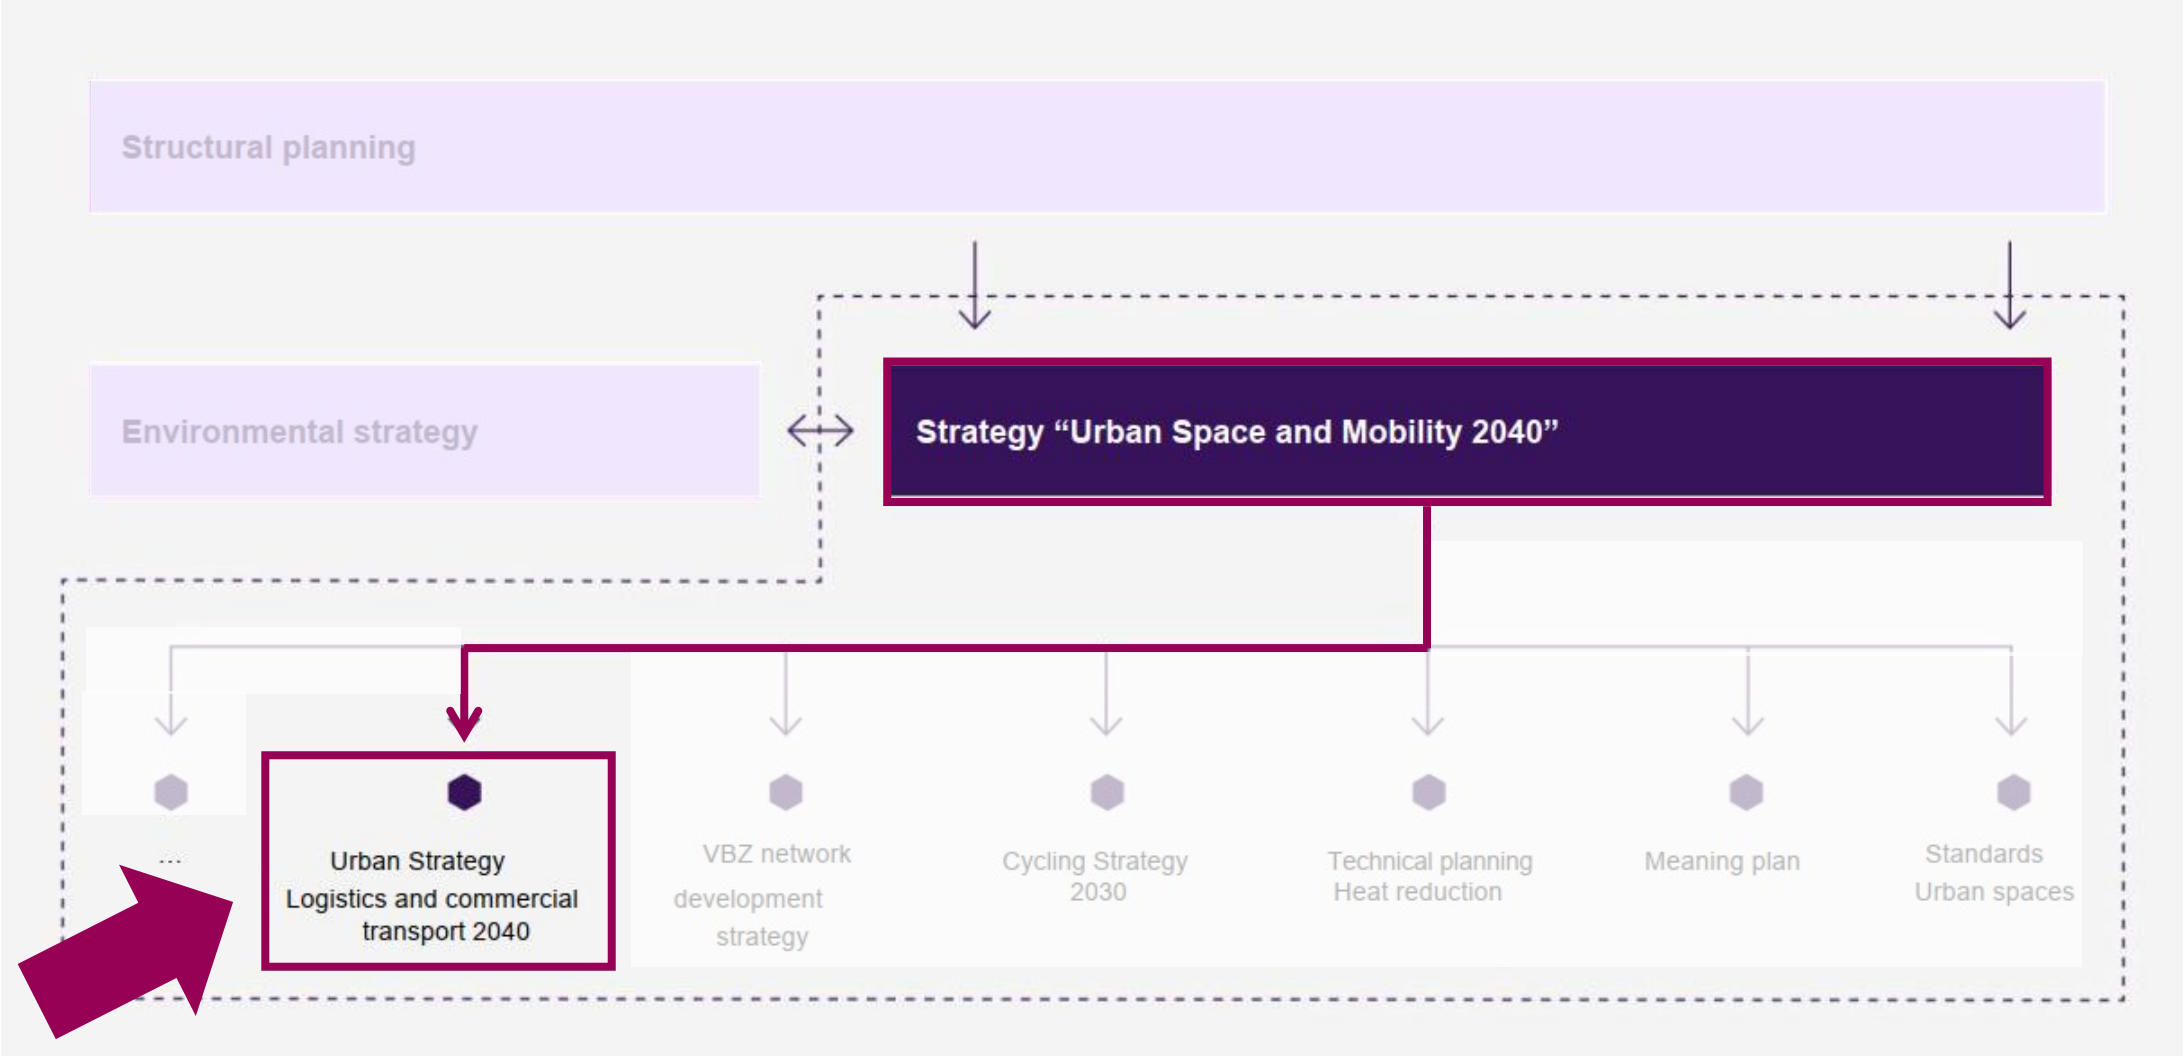 Structural planning
Environmental strategy
Strategy “Urban Space and Mobility 2040”
...
Urban Strategy
Logistics and commercial
transport 2040
VBZ network
development
strategy
Cycling Strategy
2030
Technical planning
Heat reduction
Meaning plan
Standards
Urban spaces